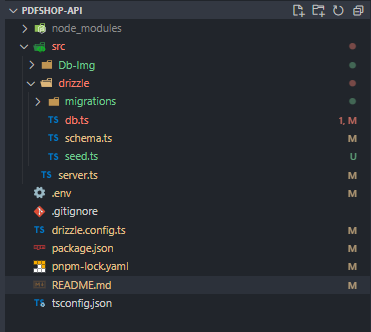 PDFSHOP-API
node_modules
src
Db-Img
drizzle
migrations
TS db.ts 1, M
TS schema.ts M
TS seed.ts U
TS server.ts M
.env M
.gitignore
drizzle.config.ts M
package.json M
pnpm-lock.yaml M
README.md M
TS tsconfig.json